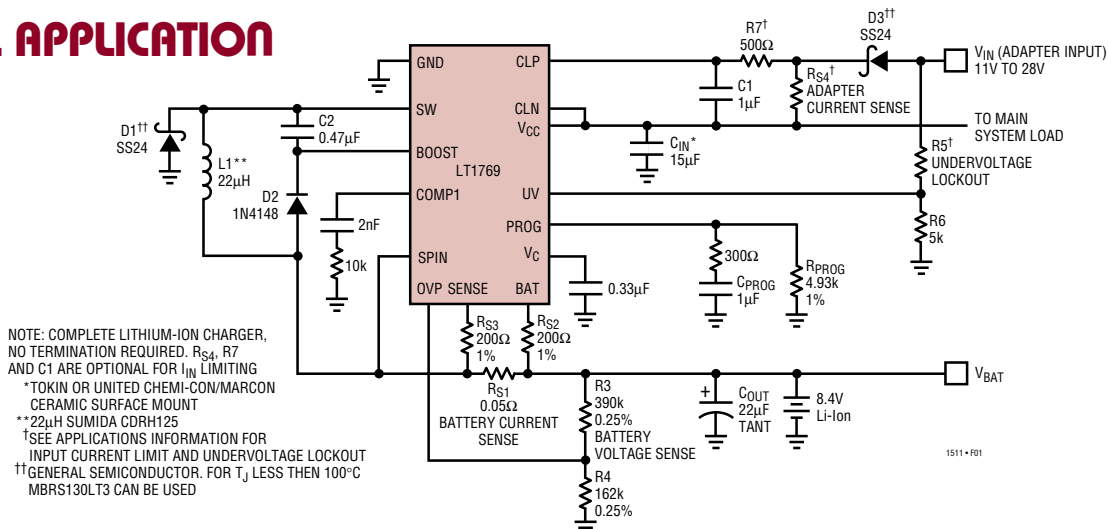 L APPLICATION
GND
SW
BOOST
COMP1
SPIN
OVP SENSE
LT1769
CLP
CLN
VCC
UV
PROG
VC
BAT
D1††
SS24
L1**
22µH
C2
0.47µF
D2
1N4148
2nF
10k
R7†
500Ω
C1
1µF
RS4†
ADAPTER
CURRENT SENSE
D3††
SS24
VIN (ADAPTER INPUT)
11V TO 28V
TO MAIN
SYSTEM LOAD
CIN*
15µF
R5†
UNDERVOLTAGE
LOCKOUT
R6
5k
300Ω
CPROG
1µF
RPROG
4.93k
1%
0.33µF
RS3
200Ω
1%
RS2
200Ω
1%
RS1
0.05Ω
BATTERY CURRENT
SENSE
R3
390k
0.25%
BATTERY
VOLTAGE SENSE
R4
162k
0.25%
+
COUT
22µF
TANT
8.4V
Li-Ion
VBAT
NOTE: COMPLETE LITHIUM-ION CHARGER,
NO TERMINATION REQUIRED. RS4, R7
AND C1 ARE OPTIONAL FOR IIN LIMITING
*TOKIN OR UNITED CHEMI-CON/MARCON
CERAMIC SURFACE MOUNT
**22µH SUMIDA CDRH125
†SEE APPLICATIONS INFORMATION FOR
INPUT CURRENT LIMIT AND UNDERVOLTAGE LOCKOUT
††GENERAL SEMICONDUCTOR. FOR TJ LESS THEN 100°C
MBRS130LT3 CAN BE USED
1511 • F01